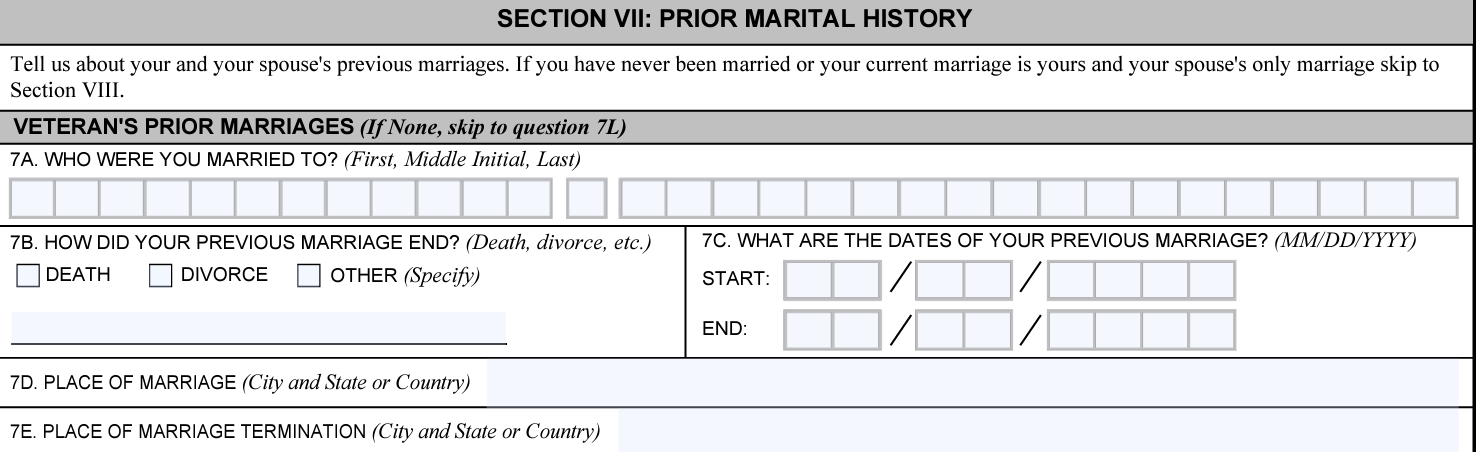 SECTION VII: PRIOR MARITAL HISTORY
Tell us about your and your spouse's previous marriages. If you have never been married or your current marriage is yours and your spouse's only marriage skip to
Section VIII.
VETERAN'S PRIOR MARRIAGES (If None, skip to question 7L)
7A. WHO WERE YOU MARRIED TO? (First, Middle Initial, Last)
7B. HOW DID YOUR PREVIOUS MARRIAGE END? (Death, divorce, etc.)
DEATH DIVORCE OTHER (Specify)
7C. WHAT ARE THE DATES OF YOUR PREVIOUS MARRIAGE? (MM/DD/YYYY)
START: / /
END: / /
7D. PLACE OF MARRIAGE (City and State or Country)
7E. PLACE OF MARRIAGE TERMINATION (City and State or Country)